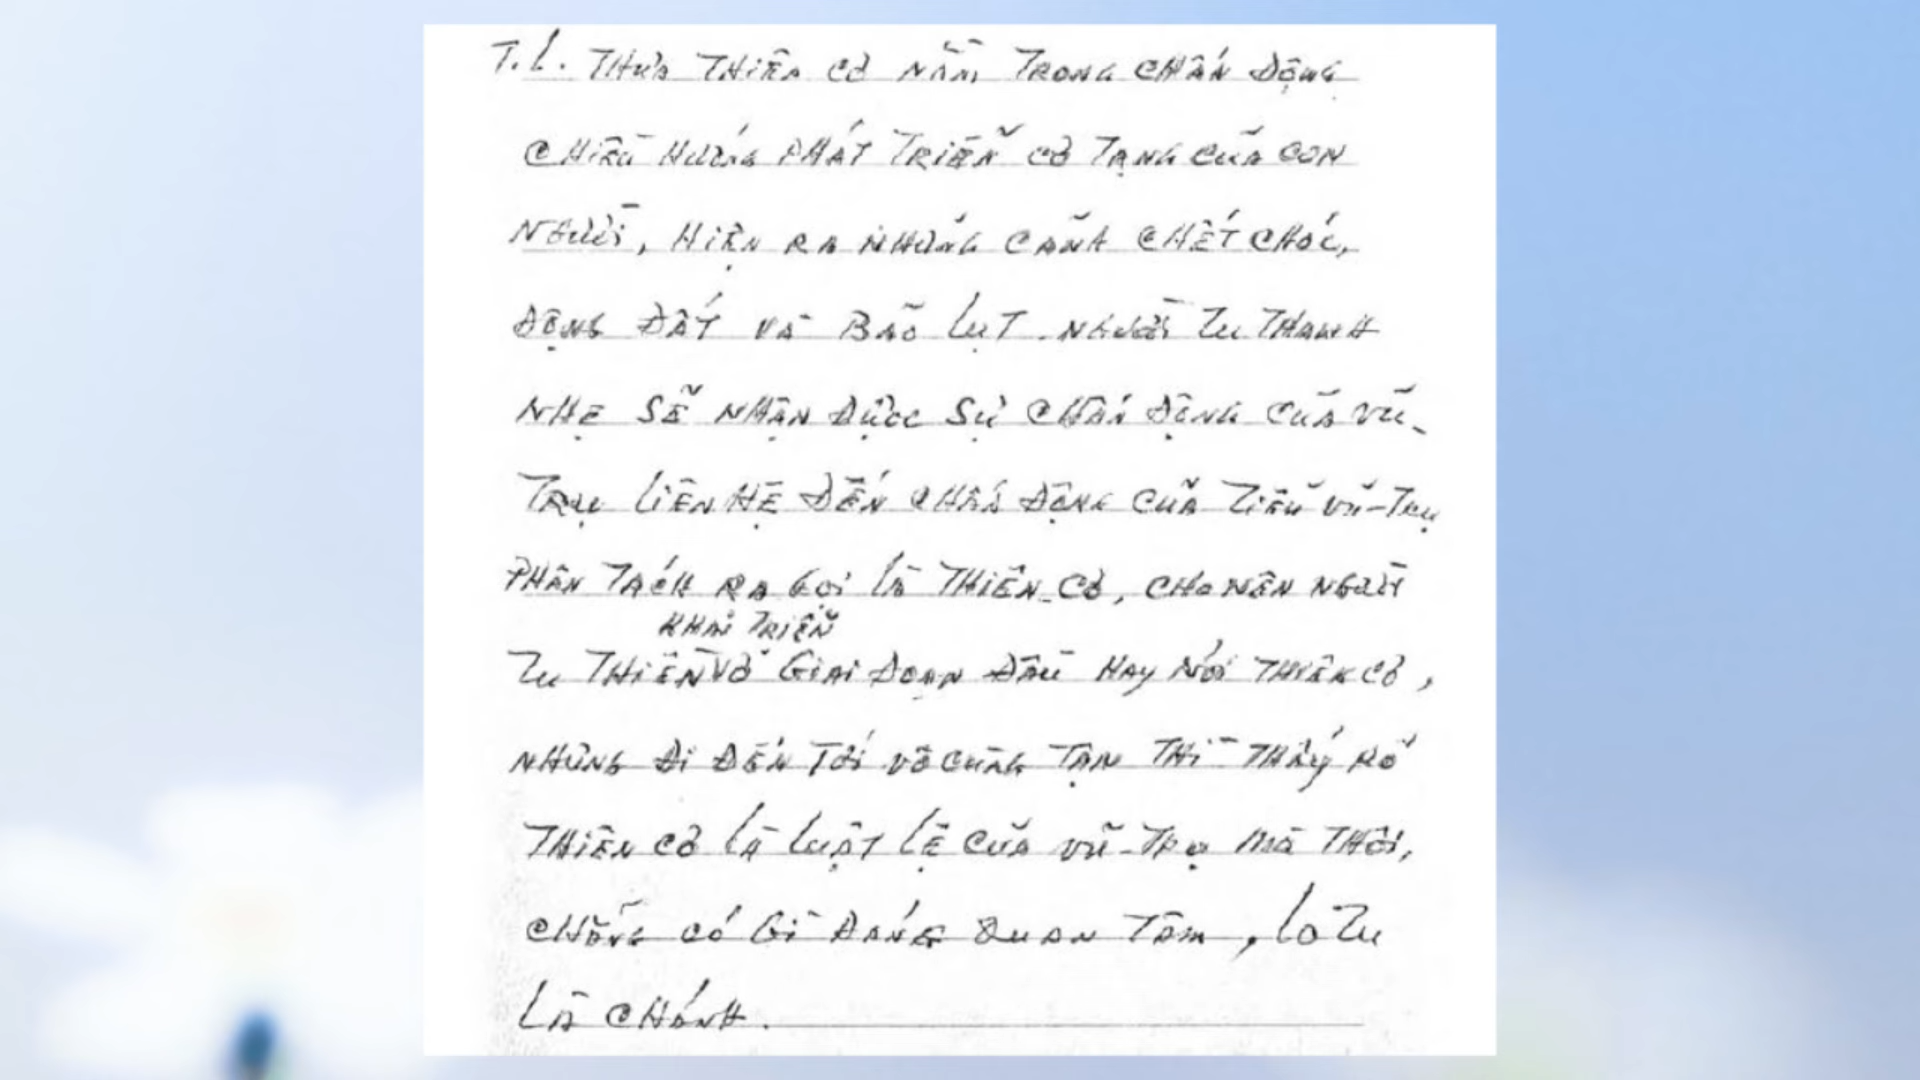 T.L. THƯA THIÊN CƠ NẰM TRONG CHẤN ĐỘNG
CHIỀU HƯỚNG PHÁT TRIỂN CƠ TẠNG CỦA CON
NGƯỜI, HIỆN RA NHỮNG CẢNH CHẾT CHÓC,
ĐỘNG ĐẤT VÀ BÃO LỤT. NGƯỜI TU THANH
NHẸ SẼ NHẬN ĐƯỢC SỰ CHẤN ĐỘNG CỦA VŨ-
TRỤ LIÊN HỆ ĐẾN CHẤN ĐỘNG CỦA TIỂU VŨ-TRỤ
PHÂN TÁCH RA GỌI LÀ THIÊN-CƠ, CHO NÊN NGƯỜI
KHAI TRIỂN
TU THIỀN VỠ GIAI ĐOẠN ĐẦU HAY NÓI THIÊN CƠ,
NHƯNG ĐI ĐẾN TỚI VÔ CÙNG TẬN THÌ THẤY RÕ
THIÊN CƠ LÀ LUẬT LỆ CỦA VŨ-TRỤ MÀ THÔI,
CHẲNG CÓ GÌ ĐÁNG QUAN TÂM, LO TU
LÀ CHÁNH.